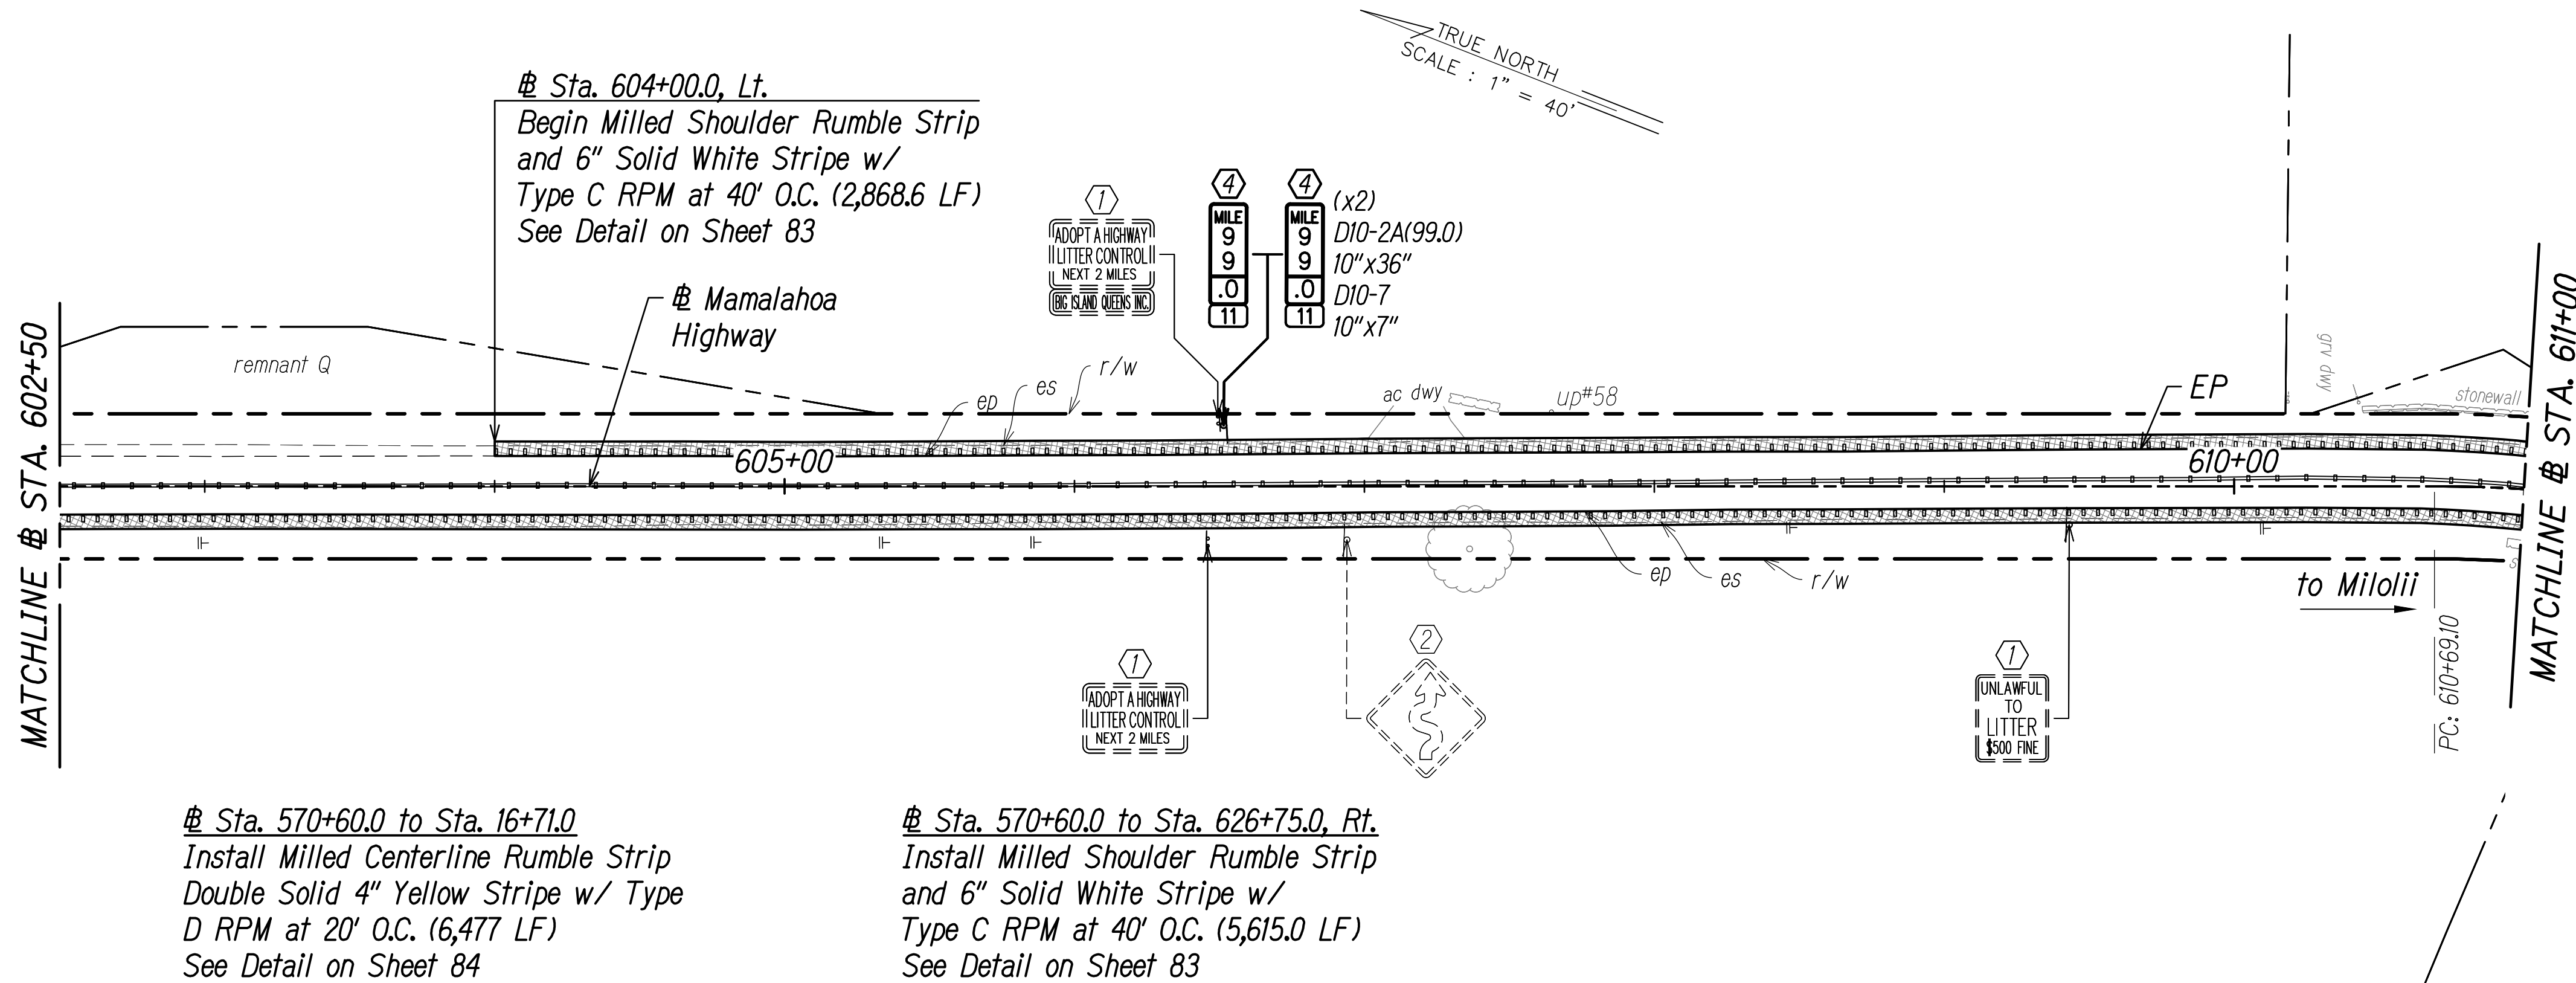 TRUE NORTH
SCALE : 1" = 40'
℄ Sta. 604+00.0, Lt.
Begin Milled Shoulder Rumble Strip
and 6" Solid White Stripe w/
Type C RPM at 40' O.C. (2,868.6 LF)
See Detail on Sheet 83
℄ Mamalahoa
Highway
1
ADOPT A HIGHWAY
LITTER CONTROL
NEXT 2 MILES
BIG ISLAND QUEENS INC.
4
MILE
9
9
.0
11
4
MILE
9
9
.0
11
(x2)
D10-2A(99.0)
10"x36"
D10-7
10"x7"
MATCHLINE ℄ STA. 602+50
remnant Q
ep
es
r/w
ac dwy
up#58
EP
grv dwy
stonewall
MATCHLINE ℄ STA. 611+00
605+00
610+00
ep
es
r/w
to Milolii
PC: 610+69.10
1
ADOPT A HIGHWAY
LITTER CONTROL
NEXT 2 MILES
2
1
UNLAWFUL
TO
LITTER
$500 FINE
℄ Sta. 570+60.0 to Sta. 16+71.0
Install Milled Centerline Rumble Strip
Double Solid 4" Yellow Stripe w/ Type
D RPM at 20' O.C. (6,477 LF)
See Detail on Sheet 84
℄ Sta. 570+60.0 to Sta. 626+75.0, Rt.
Install Milled Shoulder Rumble Strip
and 6" Solid White Stripe w/
Type C RPM at 40' O.C. (5,615.0 LF)
See Detail on Sheet 83